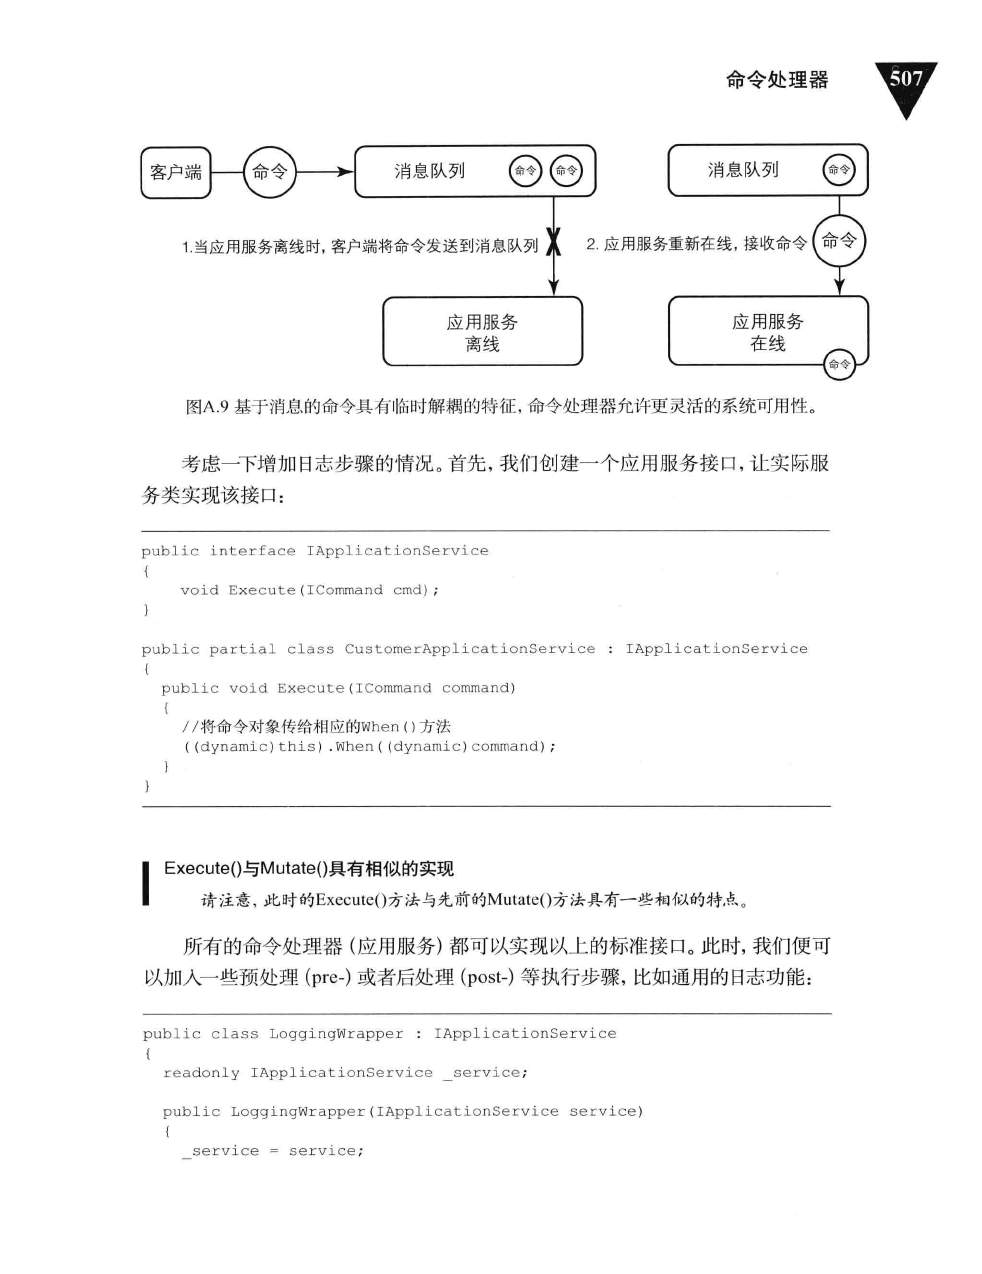 命令处理器 507
客户端 命令 消息队列 命令 命令 消息队列 命令
1.当应用服务离线时,客户端将命令发送到消息队列 2. 应用服务重新在线,接收命令 命令
应用服务 应用服务
离线 在线
命令
图A.9 基于消息的命令具有临时解耦的特征,命令处理器允许更灵活的系统可用性。
考虑一下增加日志步骤的情况。首先,我们创建一个应用服务接口,让实际服
务类实现该接口:
public interface IApplicationService
{
void Execute(ICommand cmd);
}
public partial class CustomerApplicationService : IApplicationService
{
public void Execute(ICommand command)
{
//将命令对象传给相应的When()方法
((dynamic)this).When((dynamic)command);
}
}
Execute()与Mutate()具有相似的实现
请注意,此时的Execute()方法与先前的Mutate()方法具有一些相似的特点。
所有的命令处理器(应用服务)都可以实现以上的标准接口。此时,我们便可
以加入一些预处理(pre-)或者后处理(post-)等执行步骤,比如通用的日志功能:
public class LoggingWrapper : IApplicationService
{
readonly IApplicationService _service;
public LoggingWrapper(IApplicationService service)
{
_service = service;